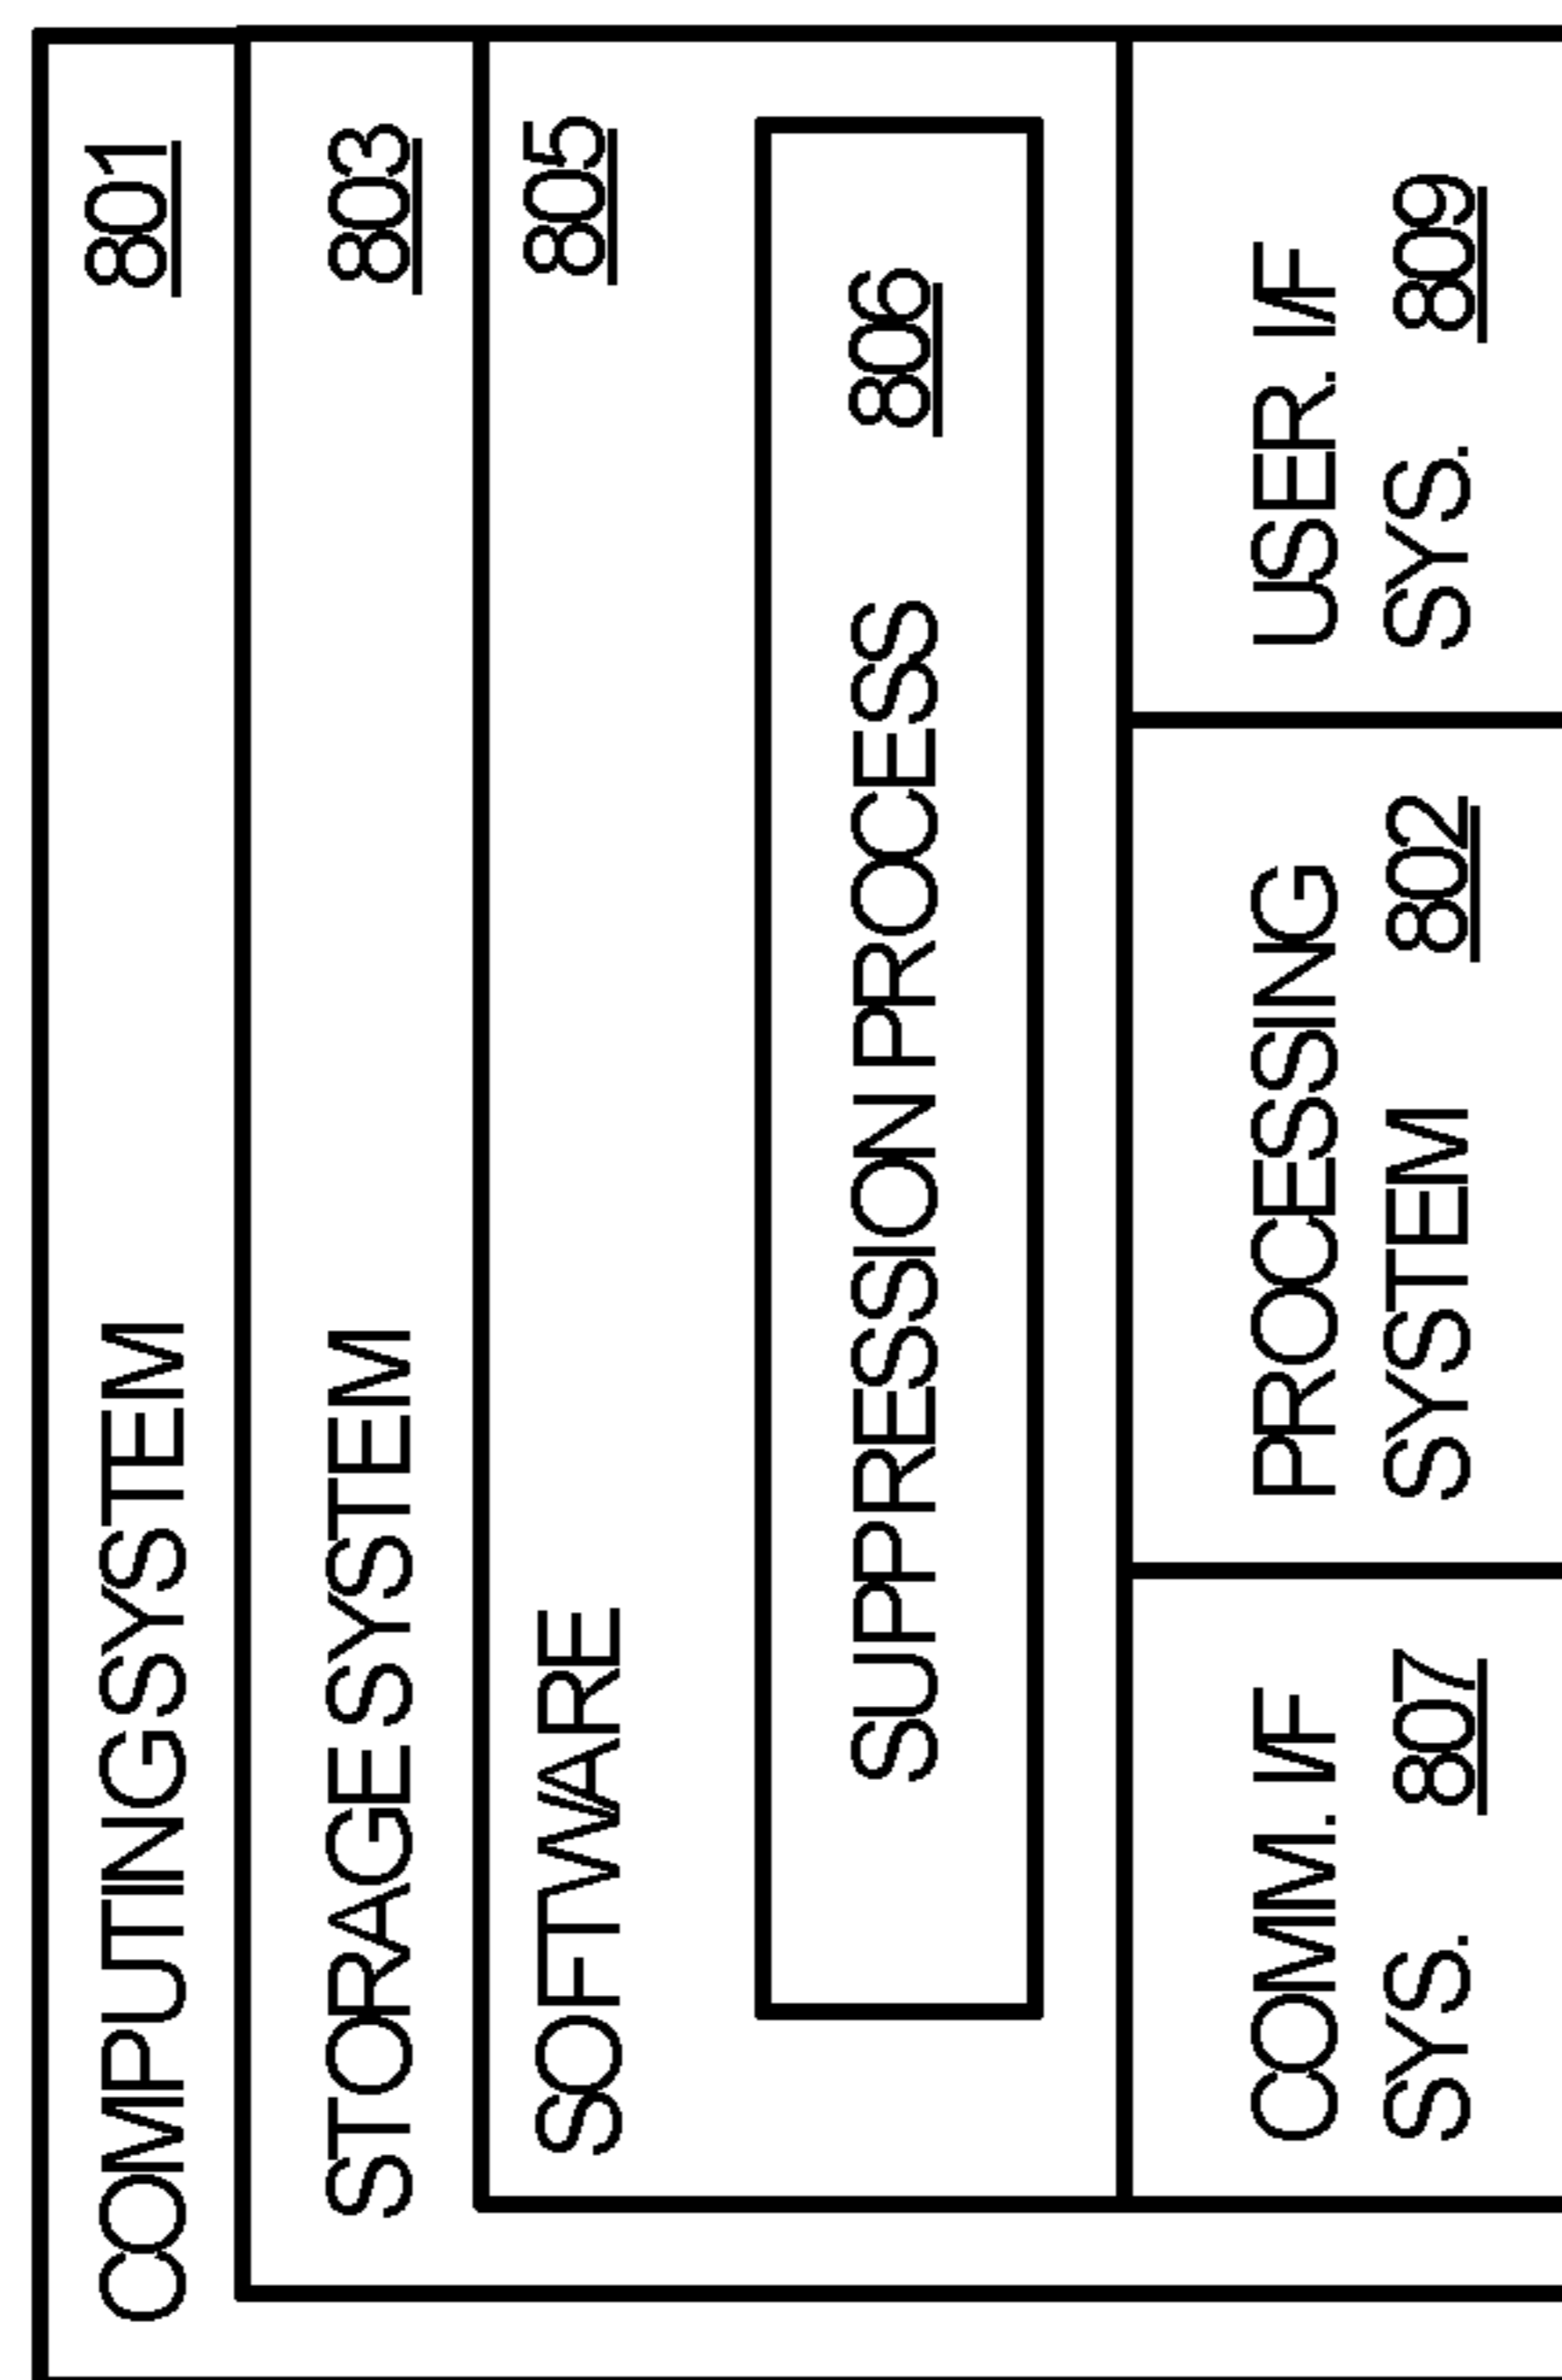 COMPUTING SYSTEM 801
STORAGE SYSTEM 803
SOFTWARE 805
SUPPRESSION PROCESS 806
COMM. I/F
SYS. 807
PROCESSING
SYSTEM 802
USER. I/F
SYS. 809